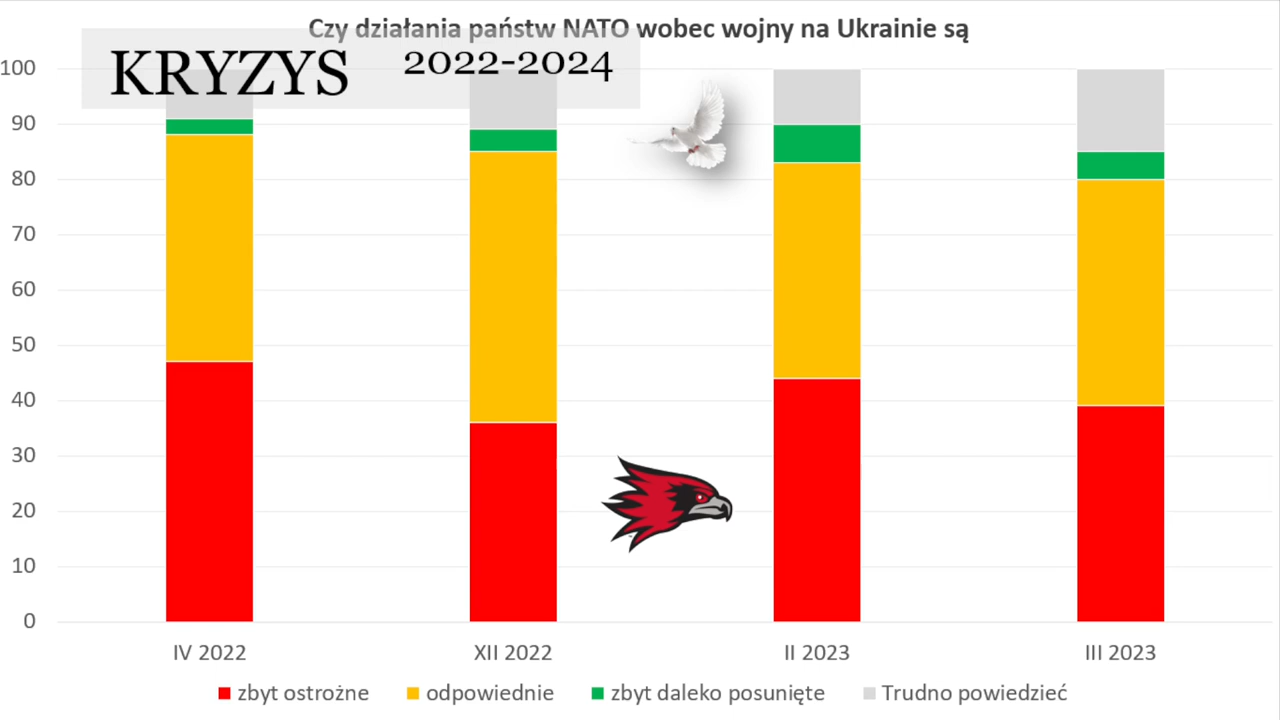 Czy działania państw NATO wobec wojny na Ukrainie są
KRYZYS 2022-2024
100
90
80
70
60
50
40
30
20
10
0
IV 2022 XII 2022 II 2023 III 2023
zbyt ostrożne odpowiednie zbyt daleko posunięte Trudno powiedzieć